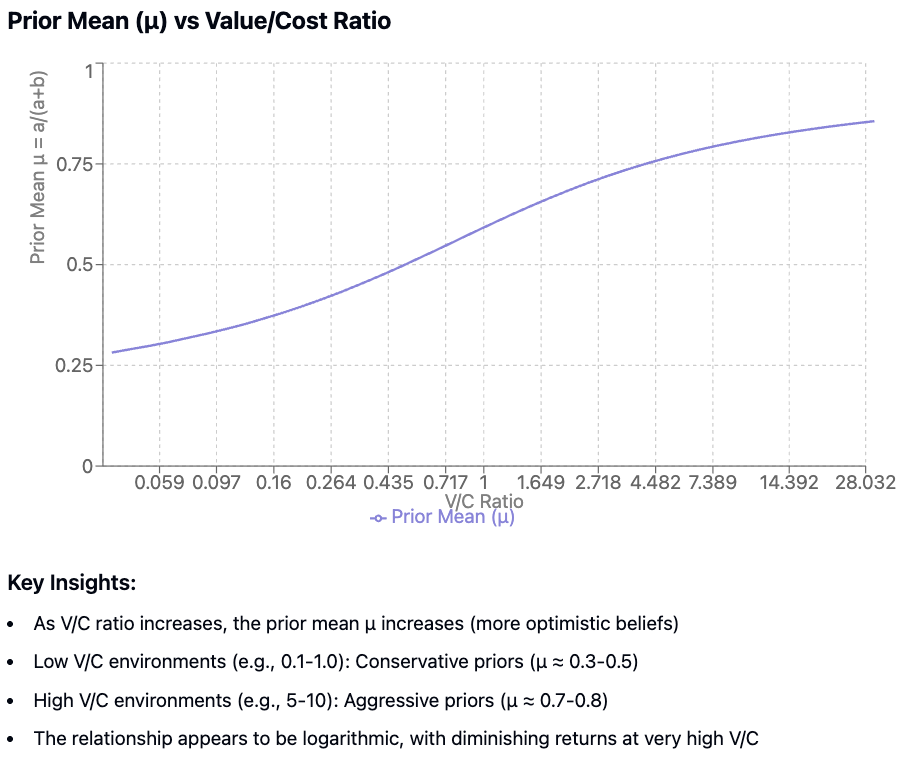 Prior Mean (μ) vs Value/Cost Ratio
Prior Mean μ = a/(a+b)
1
0.75
0.5
0.25
0
0.059 0.097 0.16 0.264 0.435 0.717 1 1.649 2.718 4.482 7.389 14.392 28.032
V/C Ratio
Prior Mean (μ)
Key Insights:
• As V/C ratio increases, the prior mean μ increases (more optimistic beliefs)
• Low V/C environments (e.g., 0.1-1.0): Conservative priors (μ ≈ 0.3-0.5)
• High V/C environments (e.g., 5-10): Aggressive priors (μ ≈ 0.7-0.8)
• The relationship appears to be logarithmic, with diminishing returns at very high V/C